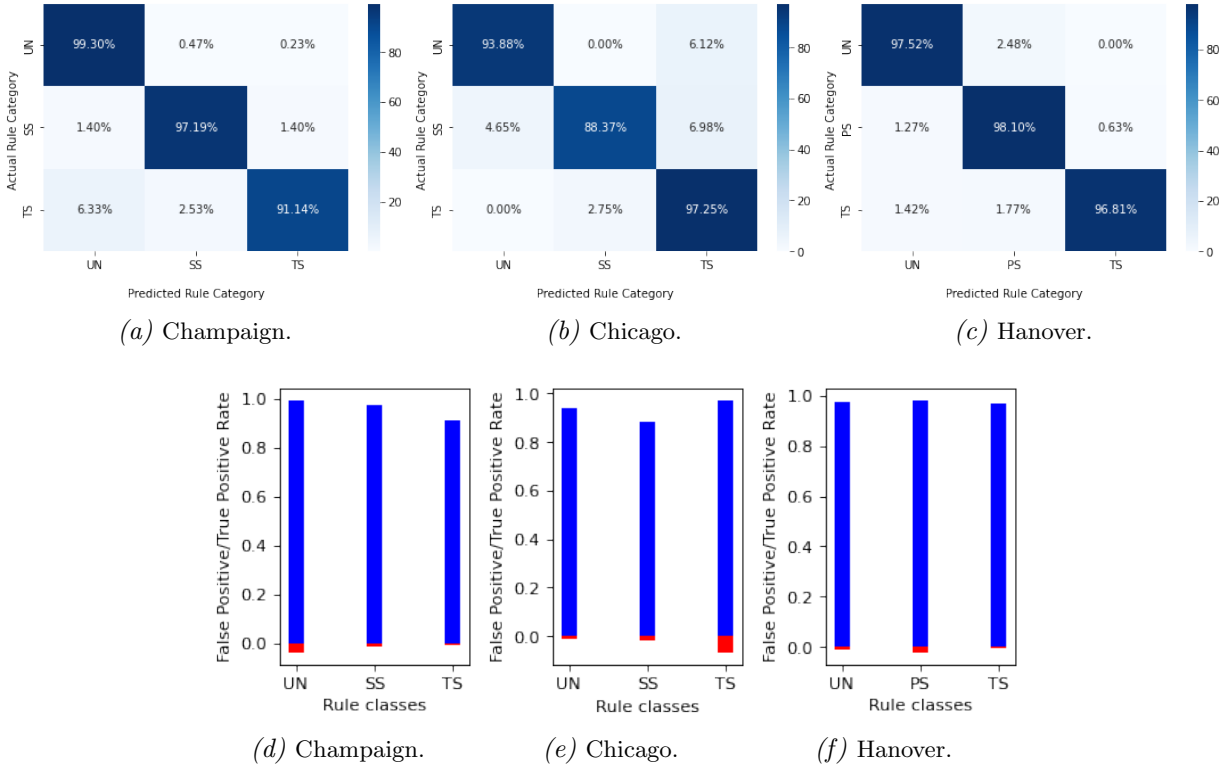 UN 99.30% 0.47% 0.23%
SS 1.40% 97.19% 1.40%
TS 6.33% 2.53% 91.14%
UN SS TS
Actual Rule Category
Predicted Rule Category
80
60
40
20
(a) Champaign.
UN 93.88% 0.00% 6.12%
SS 4.65% 88.37% 6.98%
TS 0.00% 2.75% 97.25%
UN SS TS
Actual Rule Category
Predicted Rule Category
80
60
40
20
0
(b) Chicago.
UN 97.52% 2.48% 0.00%
PS 1.27% 98.10% 0.63%
TS 1.42% 1.77% 96.81%
UN PS TS
Actual Rule Category
Predicted Rule Category
80
60
40
20
0
(c) Hanover.
False Positive/True Positive Rate
1.0
0.8
0.6
0.4
0.2
0.0
UN SS TS
Rule classes
(d) Champaign.
False Positive/True Positive Rate
1.0
0.8
0.6
0.4
0.2
0.0
UN SS TS
Rule classes
(e) Chicago.
False Positive/True Positive Rate
1.0
0.8
0.6
0.4
0.2
0.0
UN PS TS
Rule classes
(f) Hanover.